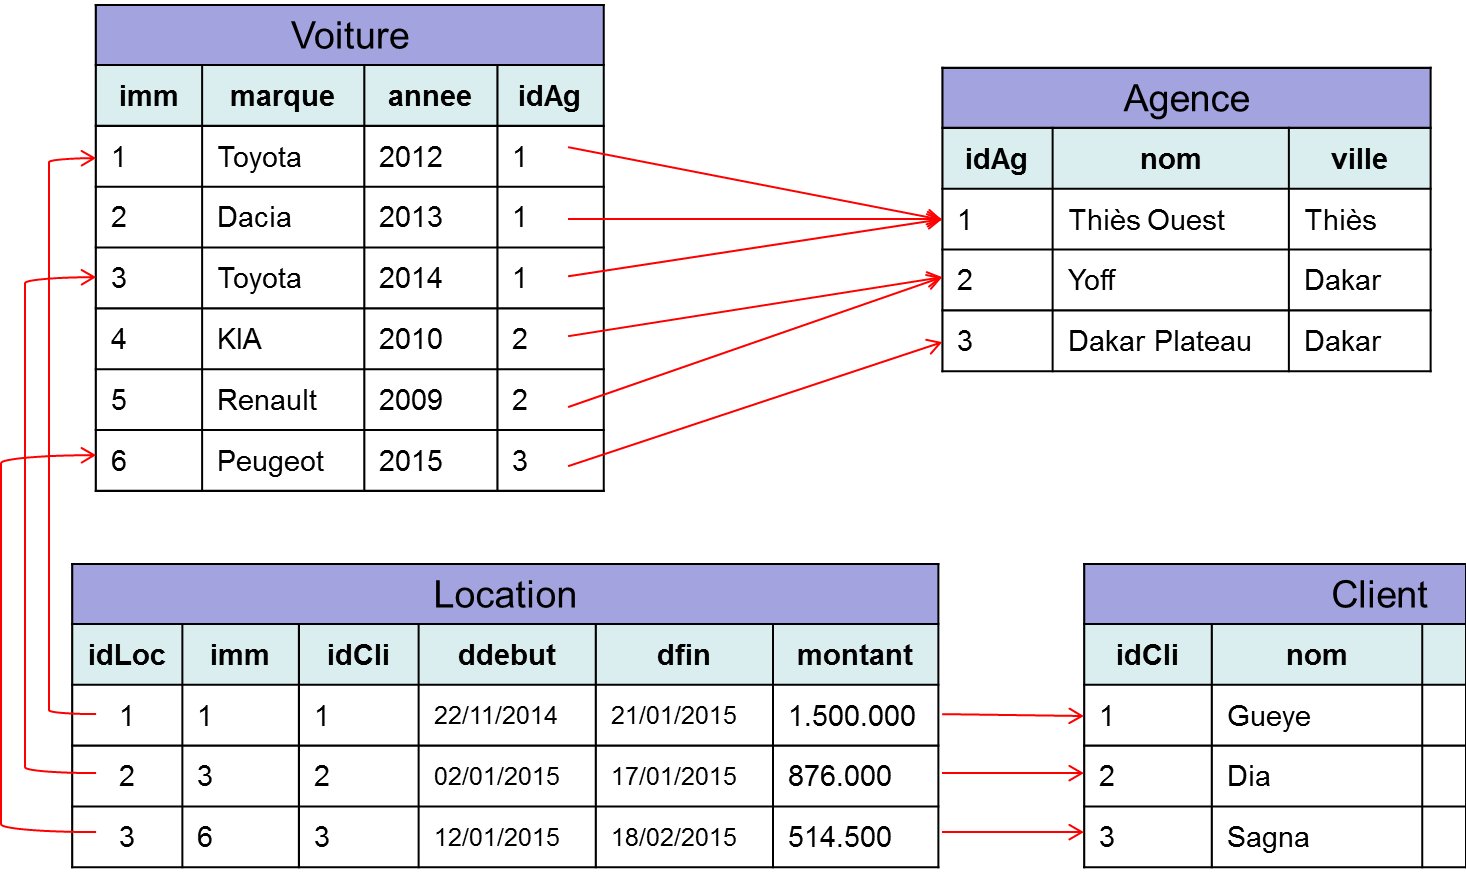 Voiture
imm marque annee idAg
1 Toyota 2012 1
2 Dacia 2013 1
3 Toyota 2014 1
4 KIA 2010 2
5 Renault 2009 2
6 Peugeot 2015 3
Agence
idAg nom ville
1 Thiès Ouest Thiès
2 Yoff Dakar
3 Dakar Plateau Dakar
Location
idLoc imm idCli ddebut dfin montant
1 1 1 22/11/2014 21/01/2015 1.500.000
2 3 2 02/01/2015 17/01/2015 876.000
3 6 3 12/01/2015 18/02/2015 514.500
Client
idCli nom
1 Gueye
2 Dia
3 Sagna